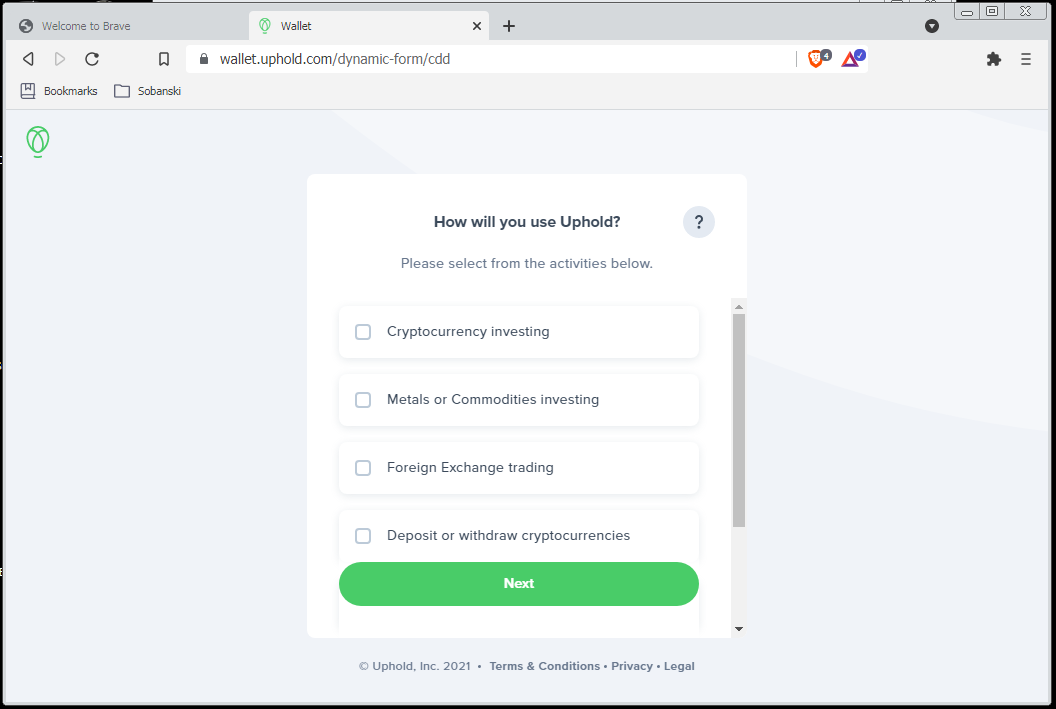 Welcome to Brave
Wallet
wallet.uphold.com/dynamic-form/cdd
4
Bookmarks
Sobanski
How will you use Uphold?
?
Please select from the activities below.
Cryptocurrency investing
Metals or Commodities investing
Foreign Exchange trading
Deposit or withdraw cryptocurrencies
Next
© Uphold, Inc. 2021 • Terms & Conditions • Privacy • Legal